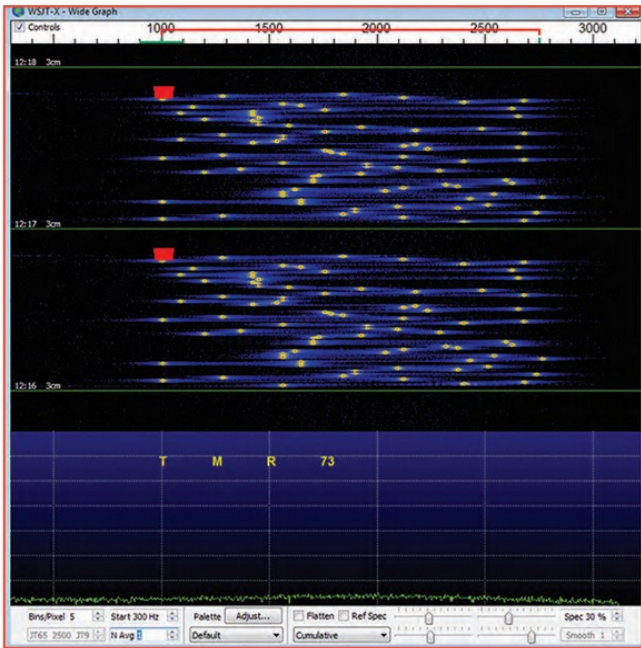 WSJT-X - Wide Graph
Controls 1000 1500 2000 2500 3000
12:18 3cm
12:17 3cm
12:16 3cm
T M R 73
Bins/Pixel 5 Start 300 Hz Palette Adjust... Flatten Ref Spec Spec 30 %
JT65 2500 JT9 N Avg 1 Default Cumulative Smooth 1